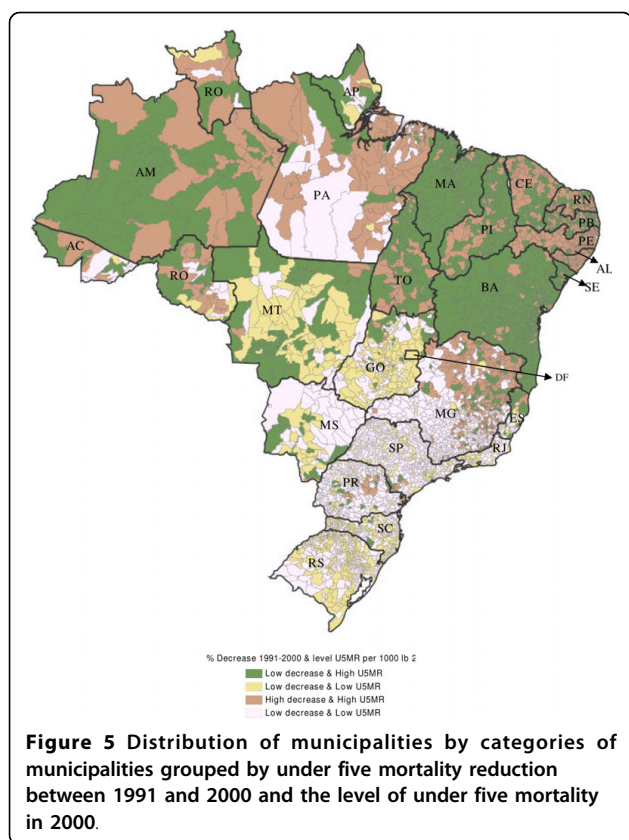 RO
AP
AM
PA
MA
CE
RN
PB
PE
AL
SE
PI
AC
RO
TO
BA
MT
GO
DF
MG
ES
MS
SP
RJ
PR
SC
RS
% Decrease 1991-2000 & level U5MR per 1000 lb 2
Low decrease & High U5MR
Low decrease & Low U5MR
High decrease & High U5MR
Low decrease & Low U5MR
Figure 5 Distribution of municipalities by categories of
municipalities grouped by under five mortality reduction
between 1991 and 2000 and the level of under five mortality
in 2000.